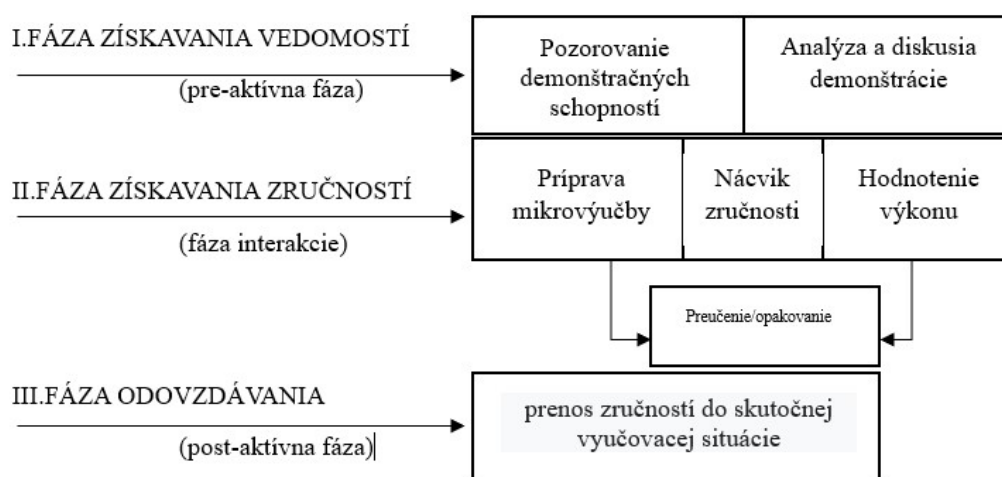 I.FÁZA ZÍSKAVANIA VEDOMOSTÍ
(pre-aktívna fáza)
Pozorovanie
demonštračných
schopností
Analýza a diskusia
demonštrácie
II.FÁZA ZÍSKAVANIA ZRUČNOSTÍ
(fáza interakcie)
Príprava
mikrovýučby
Nácvik
zručnosti
Hodnotenie
výkonu
Preučenie/opakovanie
III.FÁZA ODOVZDÁVANIA
(post-aktívna fáza)
prenos zručností do skutočnej
vyučovacej situácie